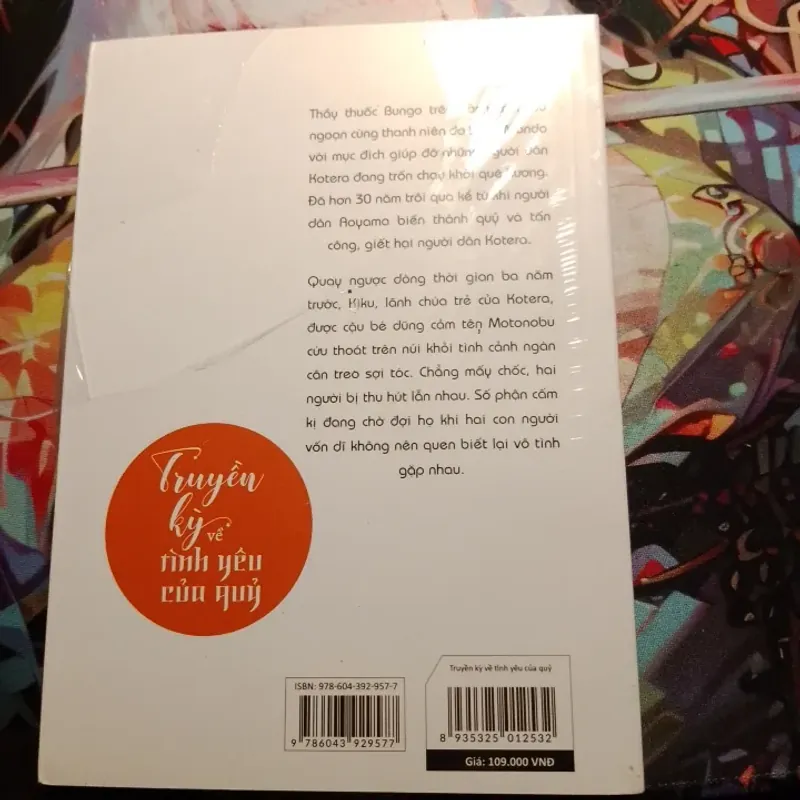 Thầy thuốc Bungo trên
ngoạn cùng thanh niên đa Mondo
với mục đích giúp đỡ những người dân
Kotera đang trốn chạy khỏi quê hương.
Đã hơn 30 năm trôi qua kể từ khi người
dân Aoyama biến thành quỷ và tấn
công, giết hại người dân Kotera.
Quay ngược dòng thời gian ba năm
trước, Kiku, lãnh chúa trẻ của Kotera,
được cậu bé dũng cảm tên Motonobu
cứu thoát trên núi khỏi tình cảnh ngàn
cân treo sợi tóc. Chẳng mấy chốc, hai
người bị thu hút lẫn nhau. Số phận cấm
kị đang chờ đợi họ khi hai con người
vốn dĩ không nên quen biết lại vô tình
gặp nhau.
Truyền
kỳ về
tình yêu
của quỷ
ISBN: 978-604-392-957-7
9 786043 929577
Truyền kỳ về tình yêu của quỷ
8 935325 012532
Giá: 109.000 VNĐ